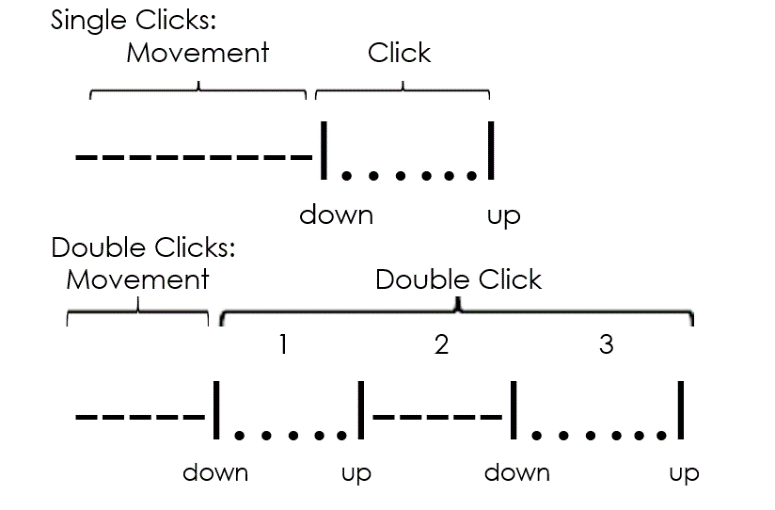 Single Clicks:
Movement Click
down up
Double Clicks:
Movement Double Click
1 2 3
down up down up